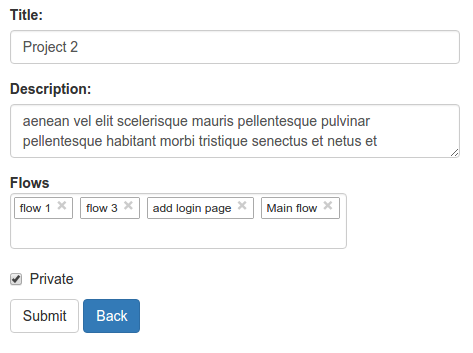 Title:
Project 2
Description:
aenean vel elit scelerisque mauris pellentesque pulvinar
pellentesque habitant morbi tristique senectus et netus et
Flows
flow 1 × flow 3 × add login page × Main flow ×
Private
Submit Back